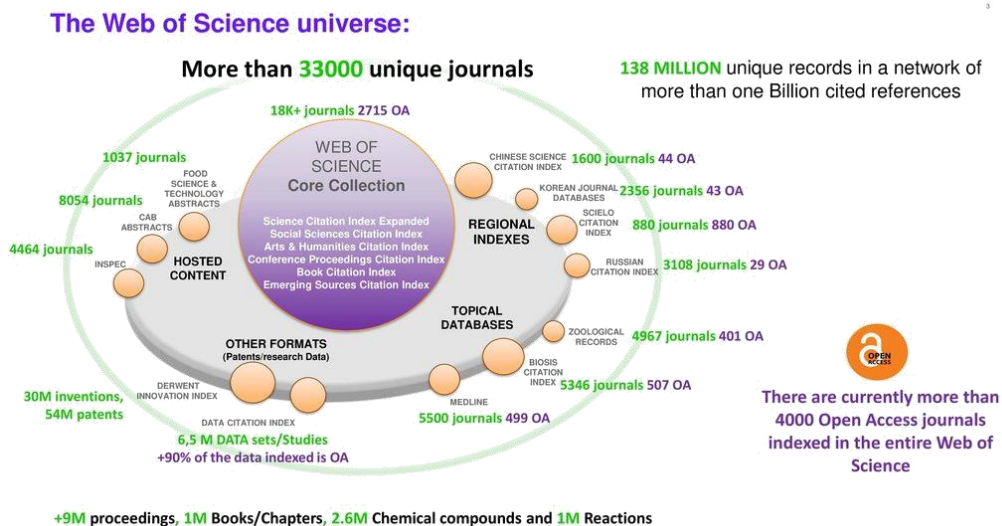 3
The Web of Science universe:
More than 33000 unique journals
138 MILLION unique records in a network of
more than one Billion cited references
18K+ journals 2715 OA
WEB OF
SCIENCE
Core Collection
Science Citation Index Expanded
Social Sciences Citation Index
Arts & Humanities Citation Index
Conference Proceedings Citation Index
Book Citation Index
Emerging Sources Citation Index
1037 journals
FOOD
SCIENCE &
TECHNOLOGY
ABSTRACTS
8054 journals
CAB
ABSTRACTS
4464 journals
INSPEC
HOSTED
CONTENT
CHINESE SCIENCE
CITATION INDEX
1600 journals 44 OA
KOREAN JOURNAL
DATABASES
2356 journals 43 OA
REGIONAL
INDEXES
SCIELO
CITATION
INDEX
880 journals 880 OA
RUSSIAN
CITATION INDEX
3108 journals 29 OA
TOPICAL
DATABASES
ZOOLOGICAL
RECORDS
4967 journals 401 OA
BIOSIS
CITATION
INDEX
5346 journals 507 OA
MEDLINE
5500 journals 499 OA
OTHER FORMATS
(Patents/research Data)
DERWENT
INNOVATION INDEX
30M inventions,
54M patents
DATA CITATION INDEX
6,5 M DATA sets/Studies
+90% of the data indexed is OA
OPEN
ACCESS
There are currently more than
4000 Open Access journals
indexed in the entire Web of
Science
+9M proceedings, 1M Books/Chapters, 2.6M Chemical compounds and 1M Reactions